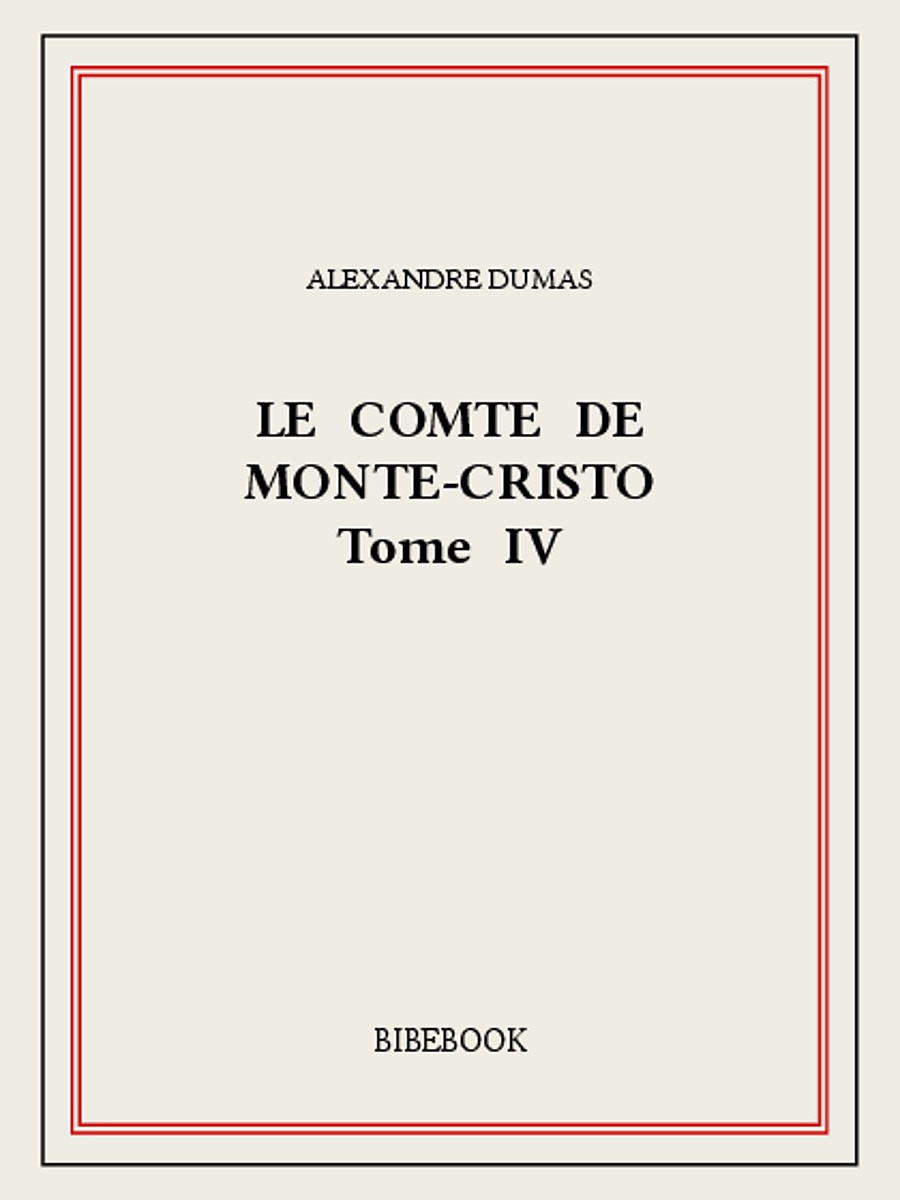 ALEXANDRE DUMAS
LE COMTE DE
MONTE-CRISTO
Tome IV
BIBEBOOK